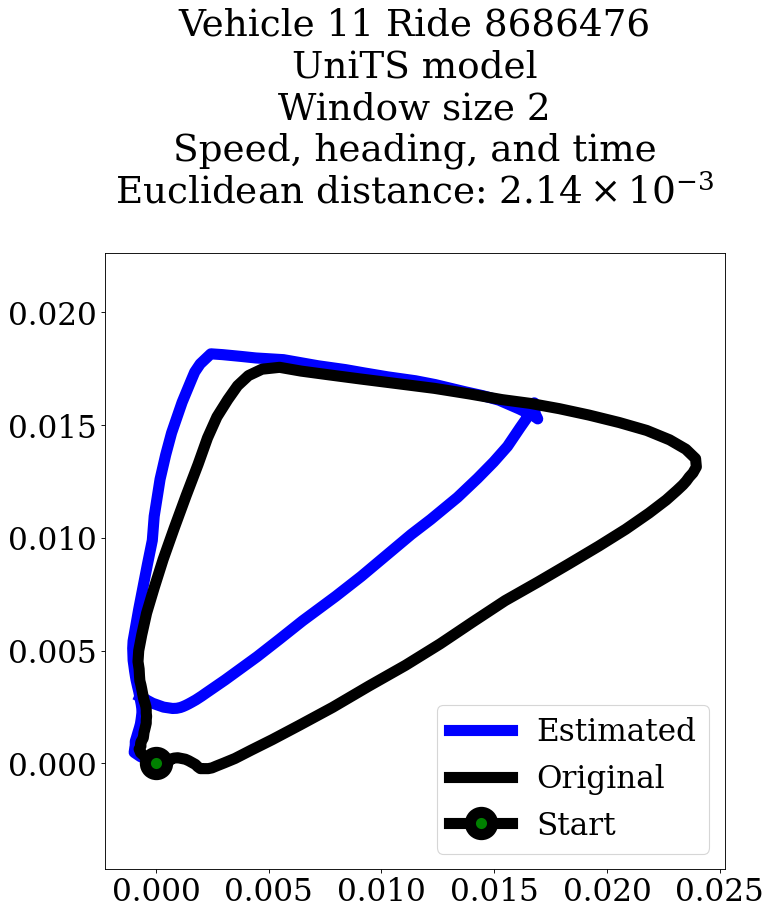 Vehicle 11 Ride 8686476
UniTS model
Window size 2
Speed, heading, and time
Euclidean distance: 2.14 × 10⁻³
0.020
0.015
0.010
0.005
0.000
Estimated
Original
Start
0.000 0.005 0.010 0.015 0.020 0.025